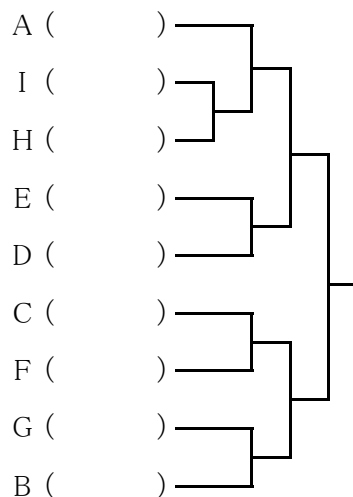 A (          )
I (          )
H (          )
E (          )
D (          )
C (          )
F (          )
G (          )
B (          )